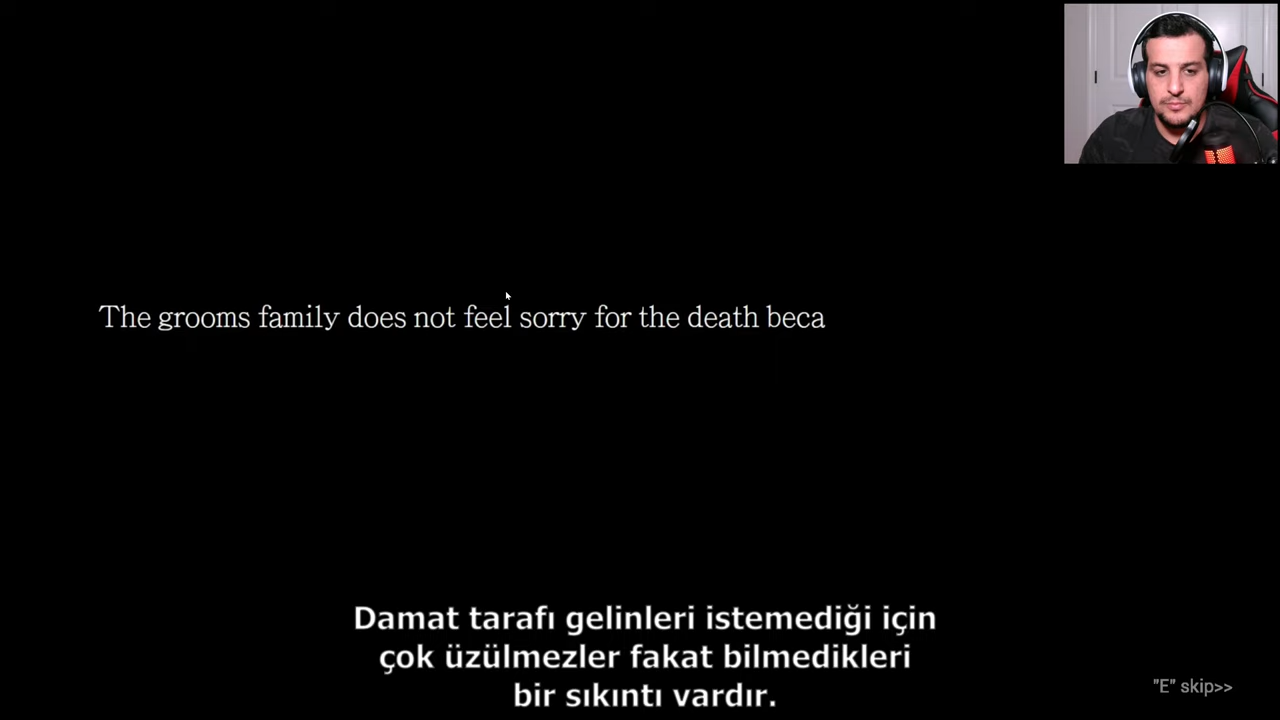 The grooms family does not feel sorry for the death beca
Damat tarafı gelinleri istemediği için
çok üzülmezler fakat bilmedikleri
bir sıkıntı vardır.
"E" skip>>